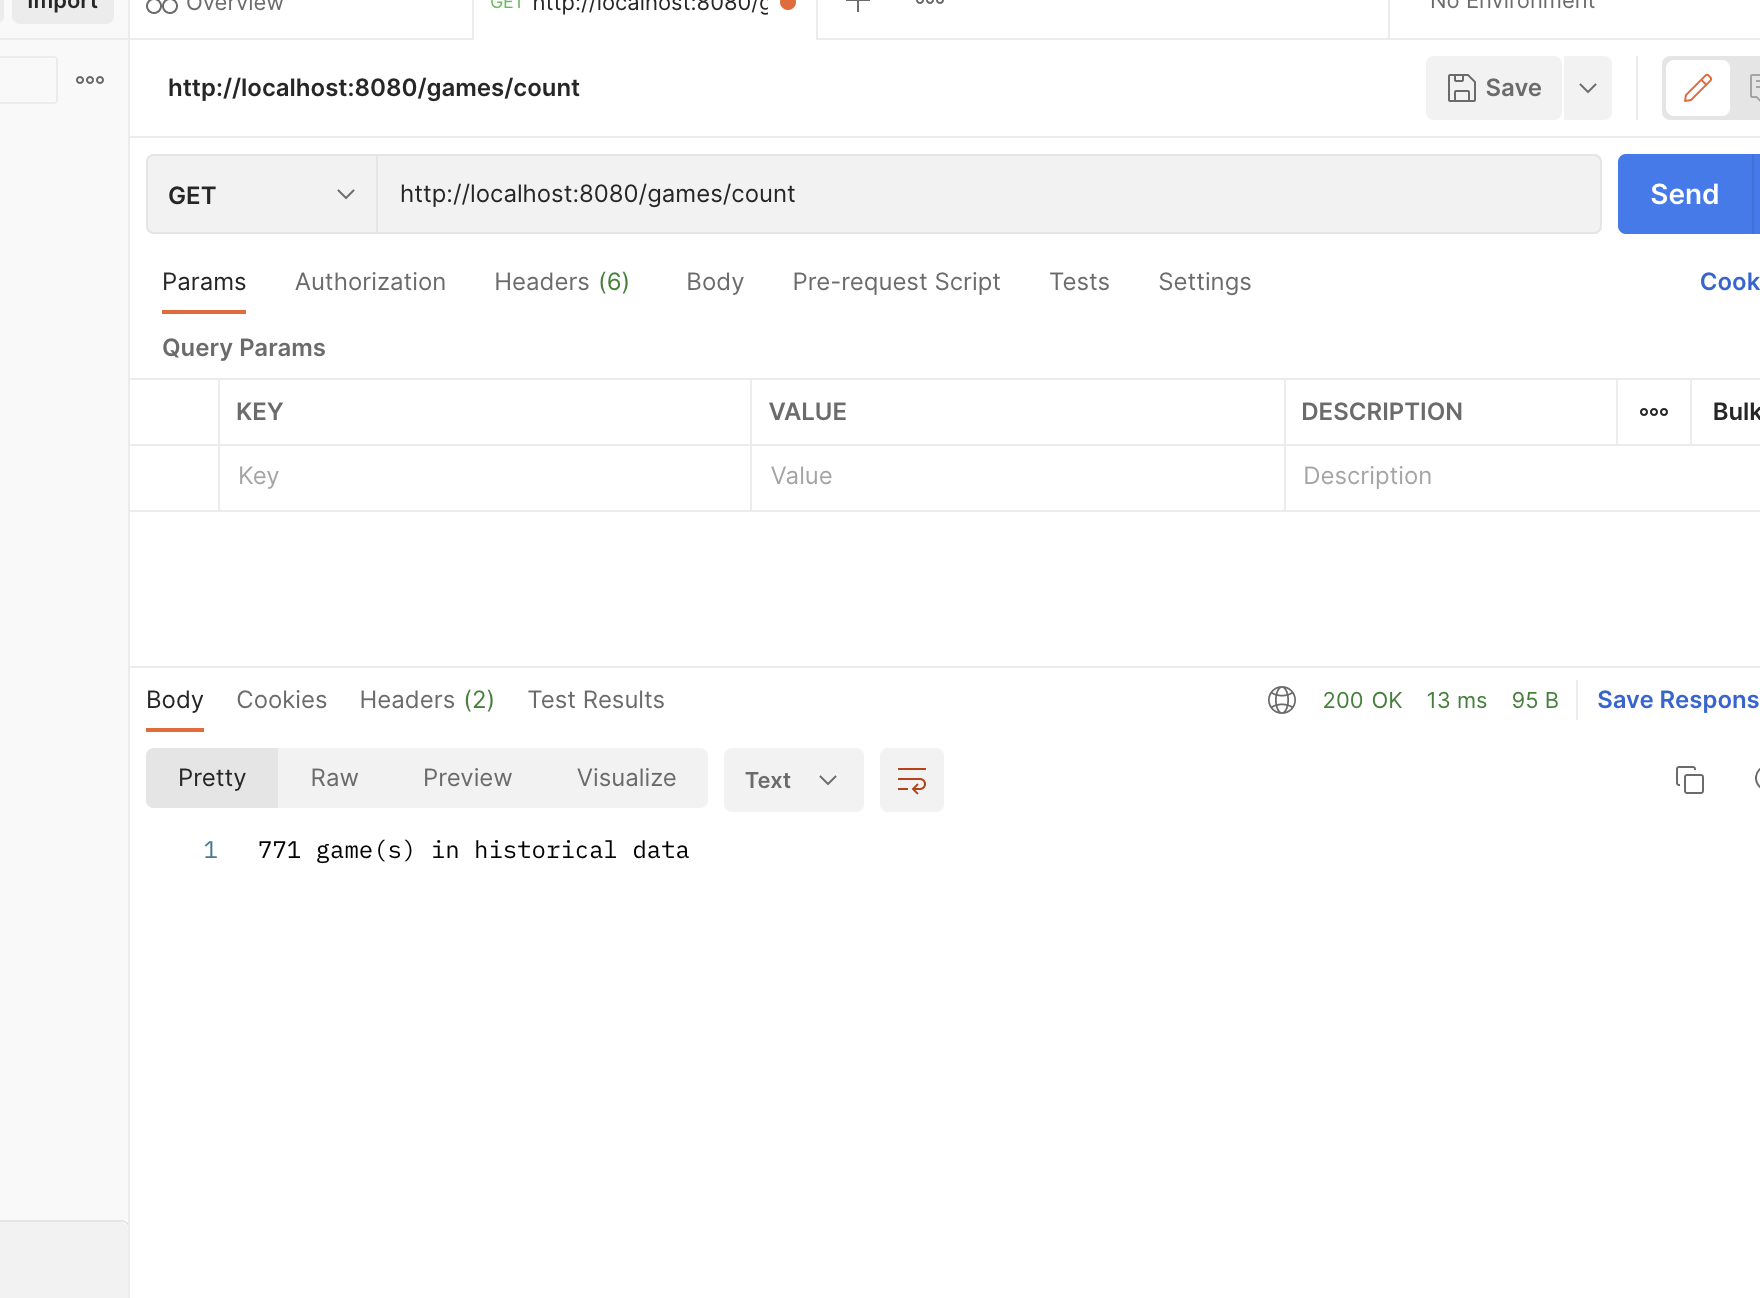 Import
Overview
GET http://localhost:8080/g
No Environment
http://localhost:8080/games/count
Save
GET
http://localhost:8080/games/count
Send
Params Authorization Headers (6) Body Pre-request Script Tests Settings Cook
Query Params
KEY VALUE DESCRIPTION Bulk
Key Value Description
Body Cookies Headers (2) Test Results 200 OK 13 ms 95 B Save Respons
Pretty Raw Preview Visualize Text
1 771 game(s) in historical data